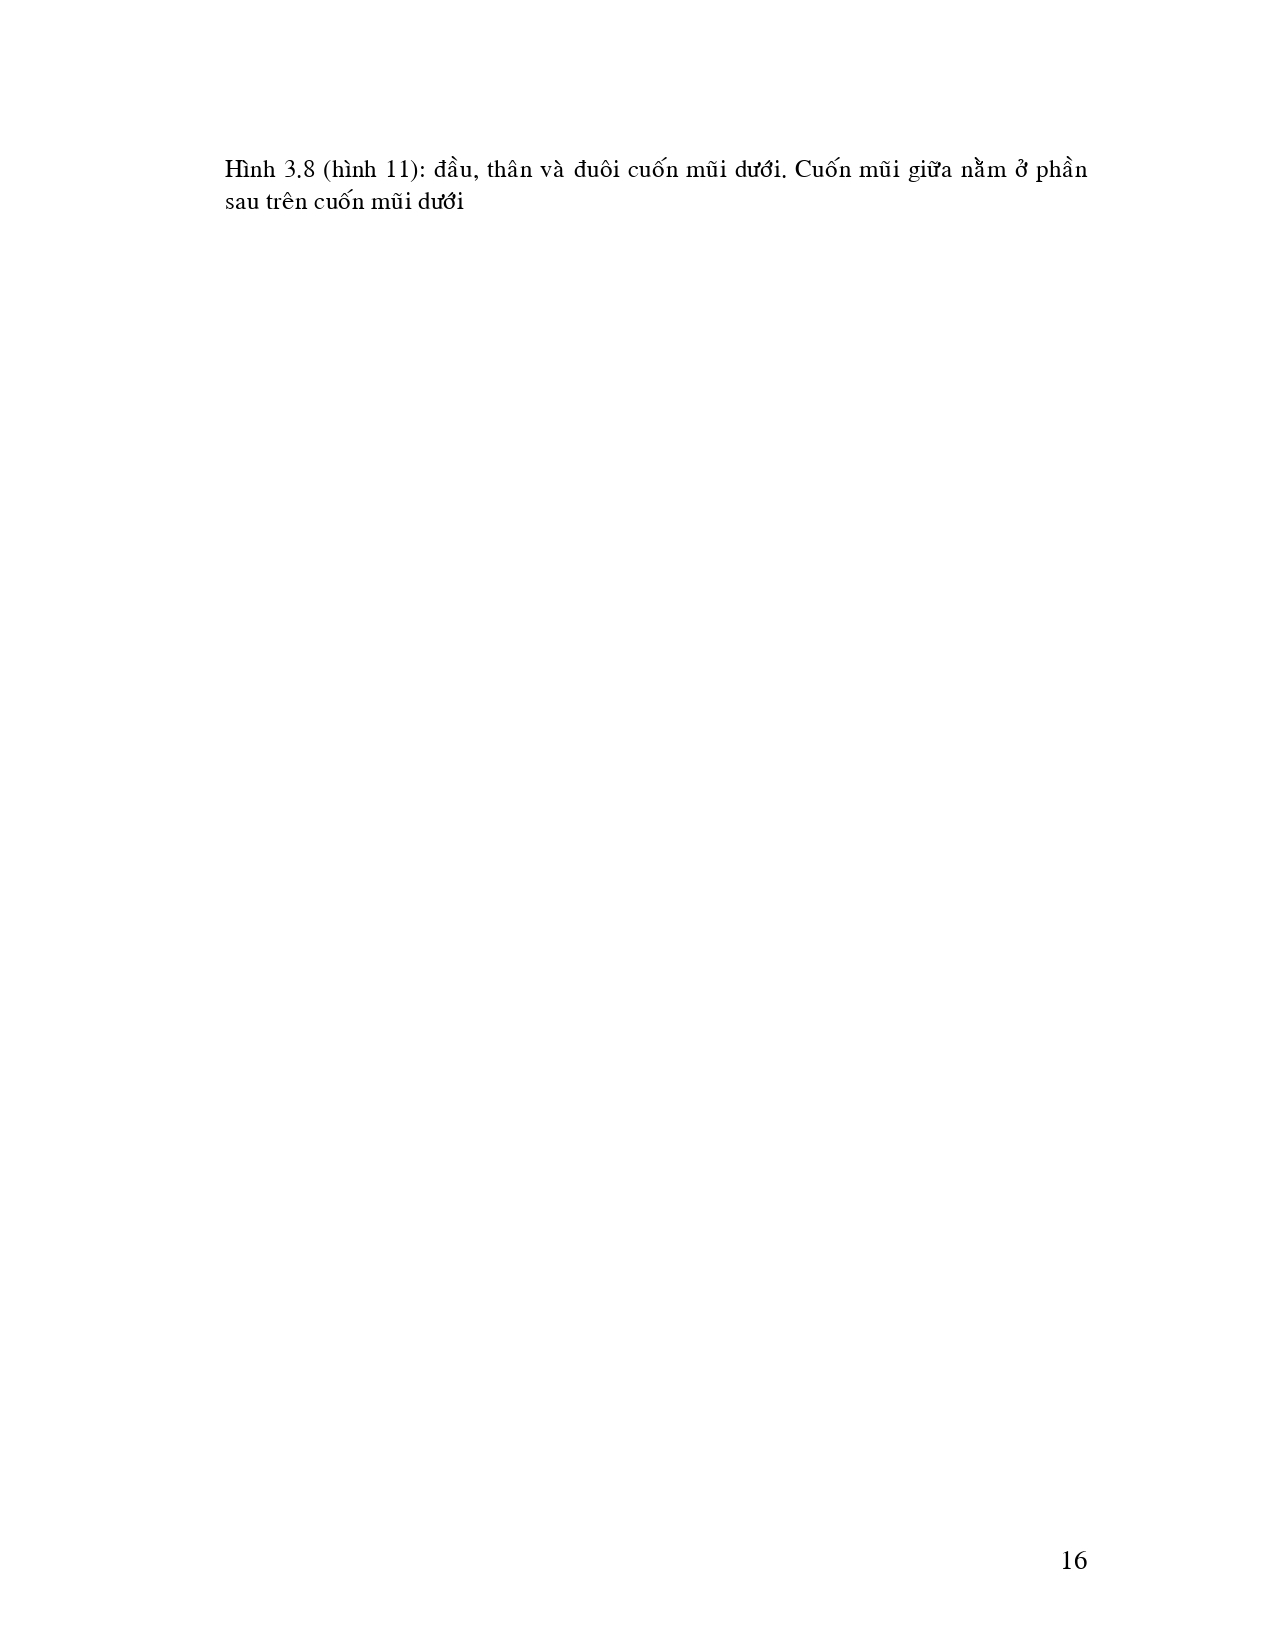 Hình 3.8 (hình 11): đầu, thân và đuôi cuốn mũi dưới. Cuốn mũi giữa nằm ở phần
sau trên cuốn mũi dưới
16